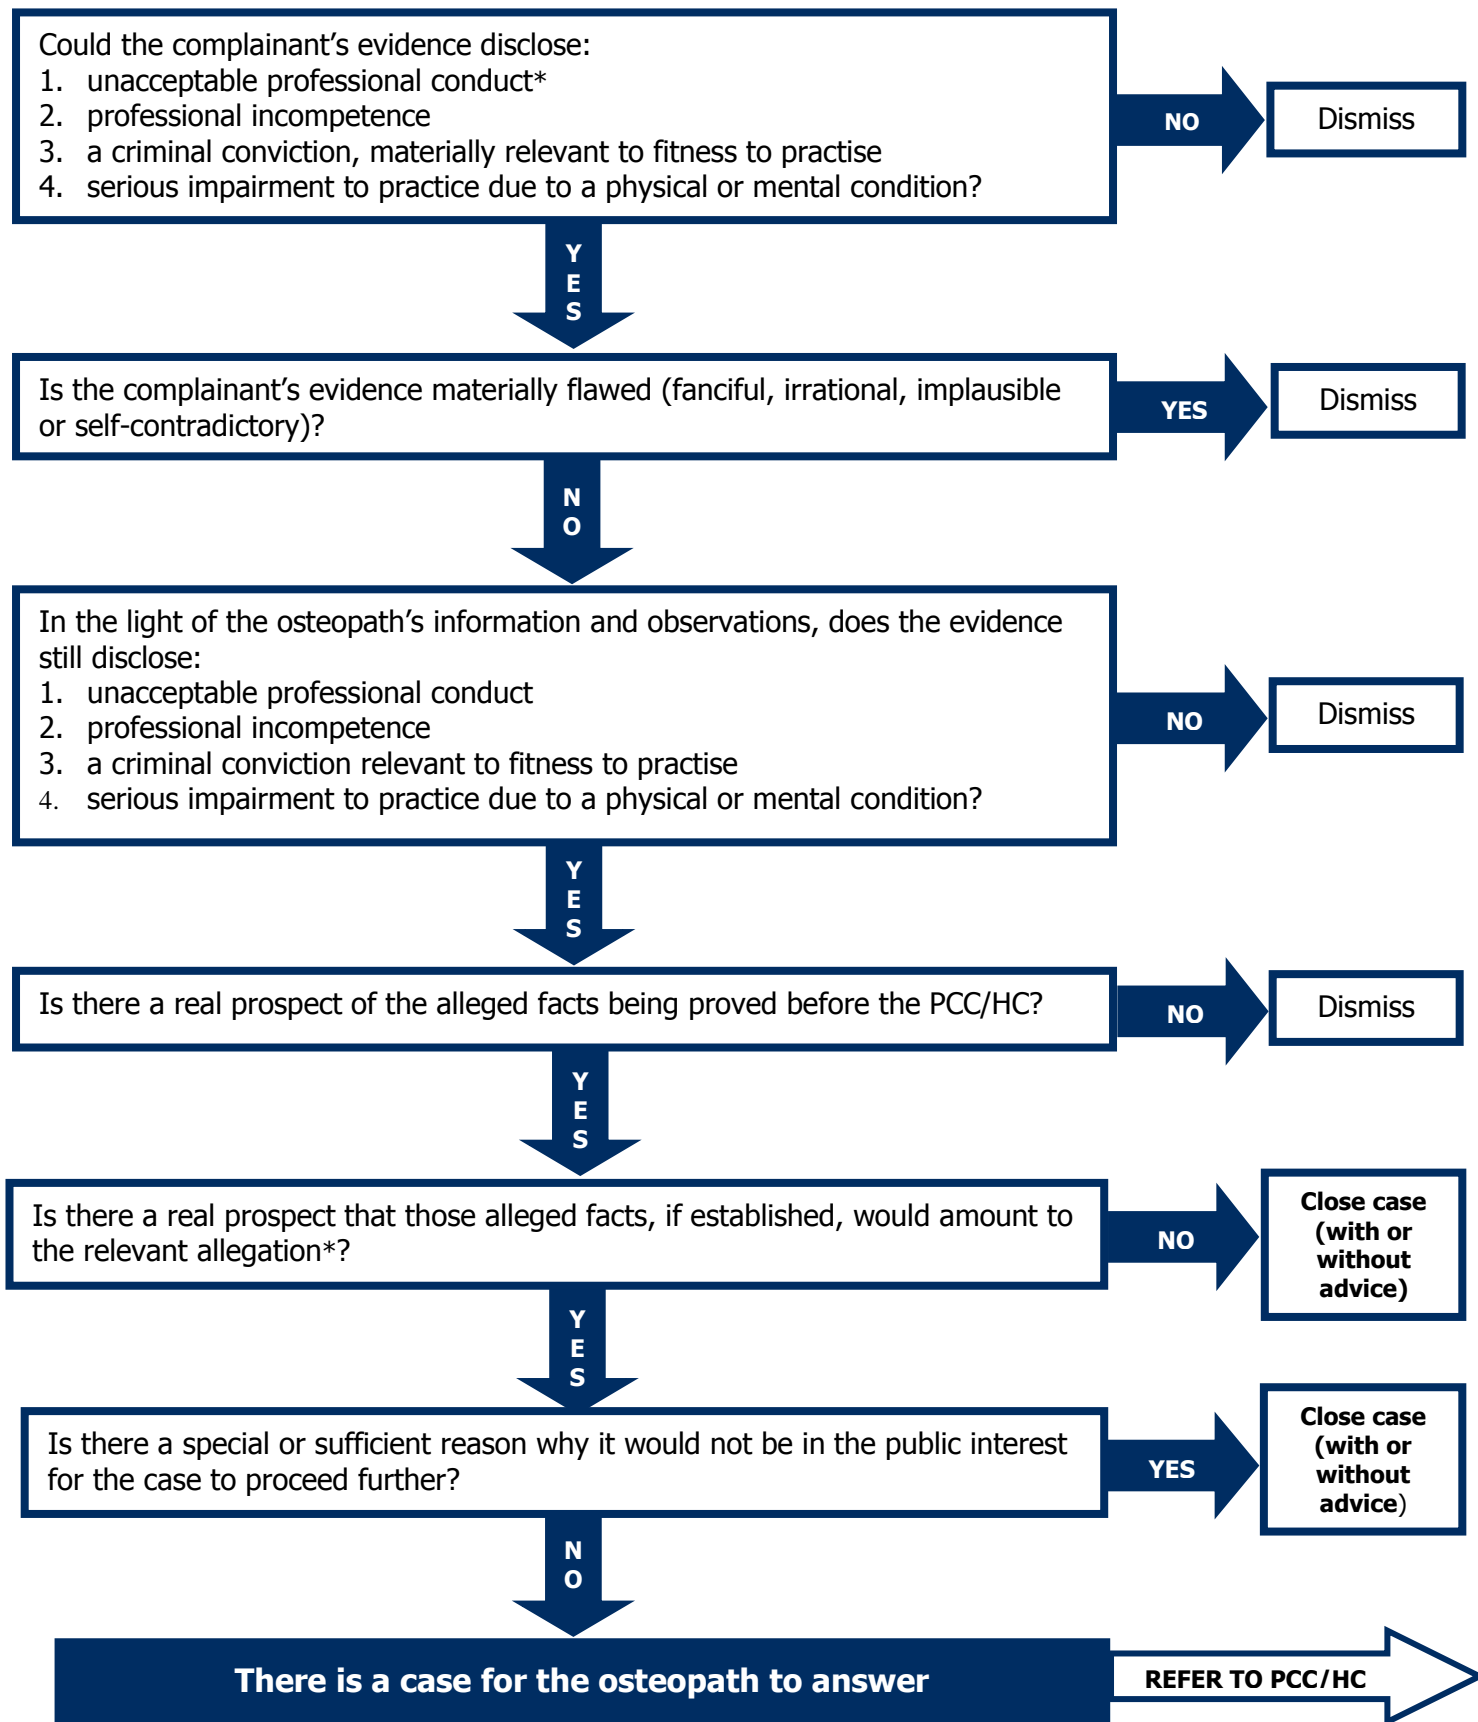 Could the complainant’s evidence disclose:
1. unacceptable professional conduct*
2. professional incompetence
3. a criminal conviction, materially relevant to fitness to practise
4. serious impairment to practice due to a physical or mental condition?
NO
Dismiss
YES
Is the complainant’s evidence materially flawed (fanciful, irrational, implausible
or self-contradictory)?
YES
Dismiss
NO
In the light of the osteopath’s information and observations, does the evidence
still disclose:
1. unacceptable professional conduct
2. professional incompetence
3. a criminal conviction relevant to fitness to practise
4. serious impairment to practice due to a physical or mental condition?
NO
Dismiss
YES
Is there a real prospect of the alleged facts being proved before the PCC/HC?
NO
Dismiss
YES
Is there a real prospect that those alleged facts, if established, would amount to
the relevant allegation*?
NO
Close case
(with or
without
advice)
YES
Is there a special or sufficient reason why it would not be in the public interest
for the case to proceed further?
YES
Close case
(with or
without
advice)
NO
There is a case for the osteopath to answer
REFER TO PCC/HC